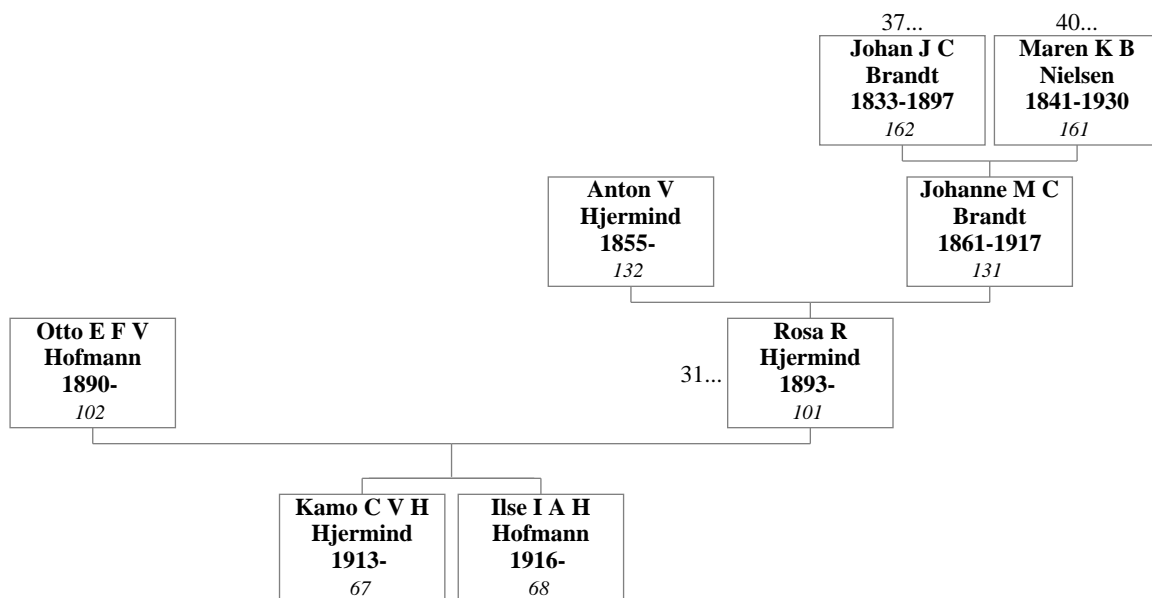 37...
Johan J C
Brandt
1833-1897
162
40...
Maren K B
Nielsen
1841-1930
161
Anton V
Hjermind
1855-
132
Johanne M C
Brandt
1861-1917
131
Otto E F V
Hofmann
1890-
102
31...
Rosa R
Hjermind
1893-
101
Kamo C V H
Hjermind
1913-
67
Ilse I A H
Hofmann
1916-
68